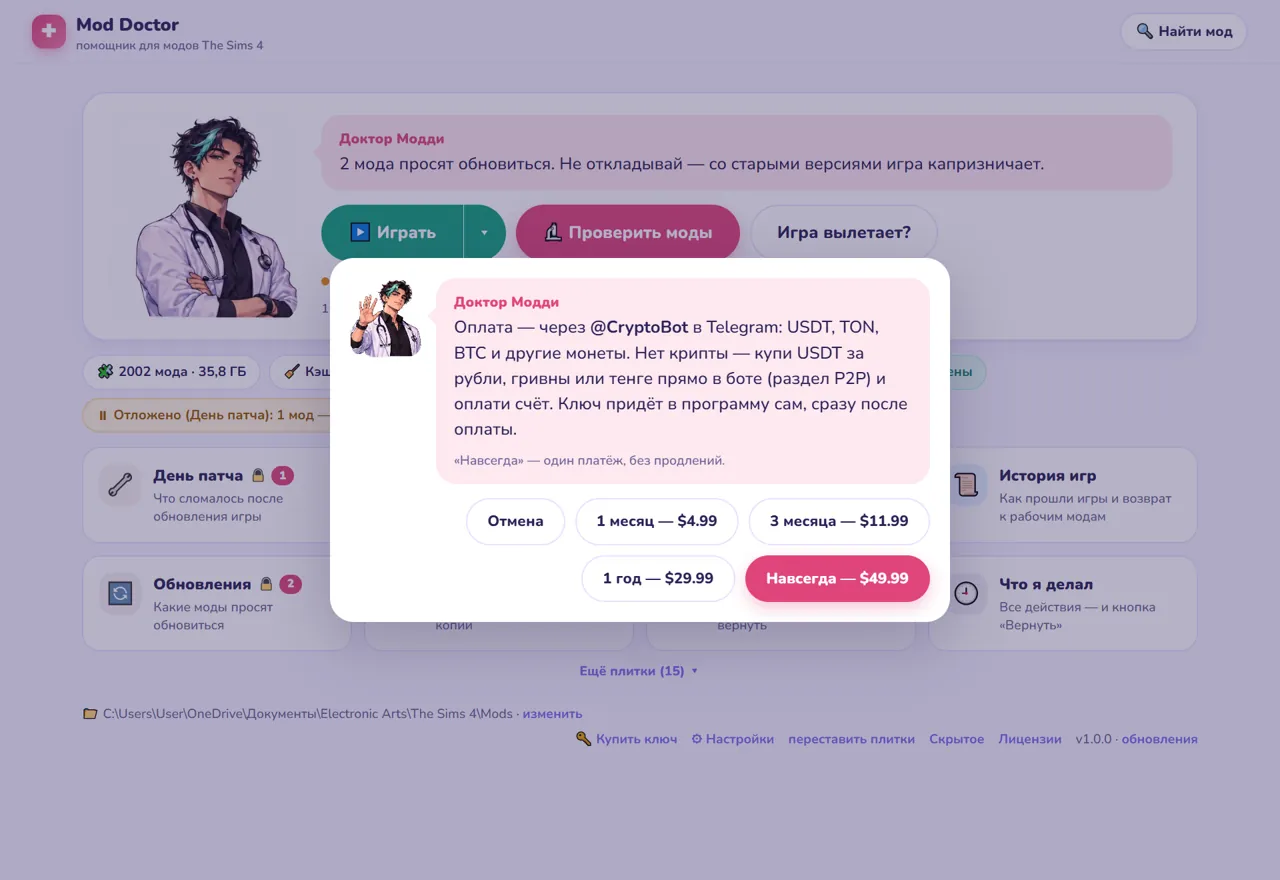 Mod Doctor
помощник для модов The Sims 4
Найти мод
Доктор Модди
2 мода просят обновиться. Не откладывай — со старыми версиями игра капризничает.
Играть
Проверить моды
Игра вылетает?
1
Доктор Модди
Оплата — через @CryptoBot в Telegram: USDT, TON,
BTC и другие монеты. Нет крипты — купи USDT за
рубли, гривны или тенге прямо в боте (раздел P2P) и
оплати счёт. Ключ придёт в программу сам, сразу после
оплаты.
«Навсегда» — один платёж, без продлений.
Отмена
1 месяц — $4.99
3 месяца — $11.99
1 год — $29.99
Навсегда — $49.99
2002 мода · 35,8 ГБ
Отложено (День патча): 1 мод —
День патча 1
Что сломалось после
обновления игры
История игр
Как прошли игры и возврат
к рабочим модам
Обновления 2
Какие моды просят
обновиться
копии
вернуть
Что я делал
Все действия — и кнопка
«Вернуть»
Ещё плитки (15)
C:\Users\User\OneDrive\Документы\Electronic Arts\The Sims 4\Mods · изменить
Купить ключ
Настройки
переставить плитки
Скрытое
Лицензии
v1.0.0 · обновления